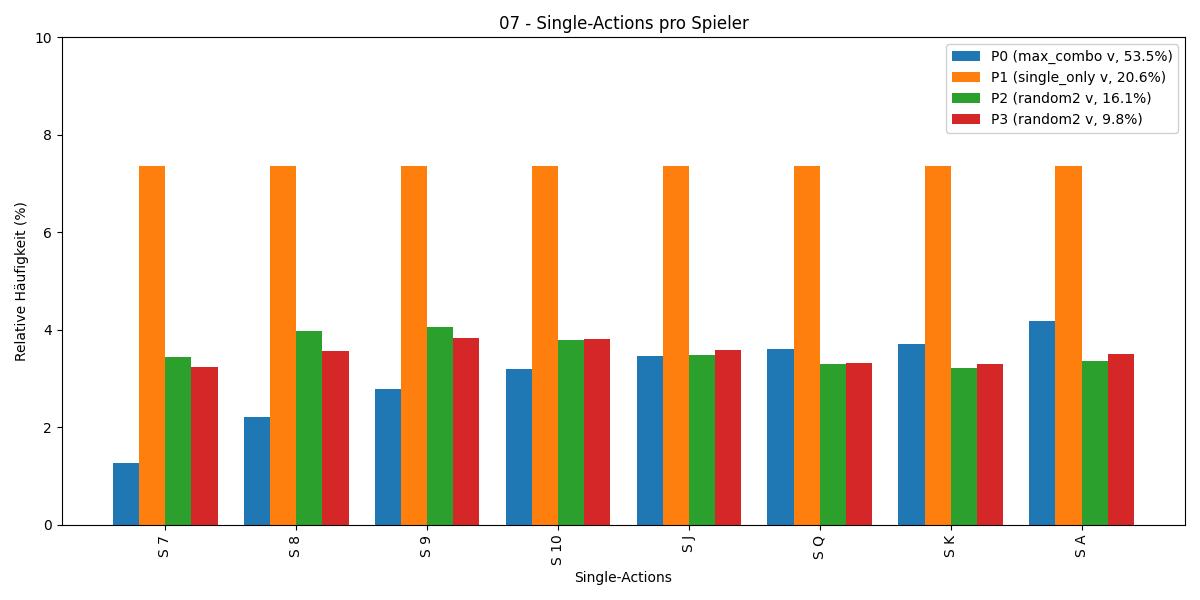 07 - Single-Actions pro Spieler
P0 (max_combo v, 53.5%)
P1 (single_only v, 20.6%)
P2 (random2 v, 16.1%)
P3 (random2 v, 9.8%)
Relative Häufigkeit (%)
10
8
6
4
2
0
S 7
S 8
S 9
S 10
S J
S Q
S K
S A
Single-Actions